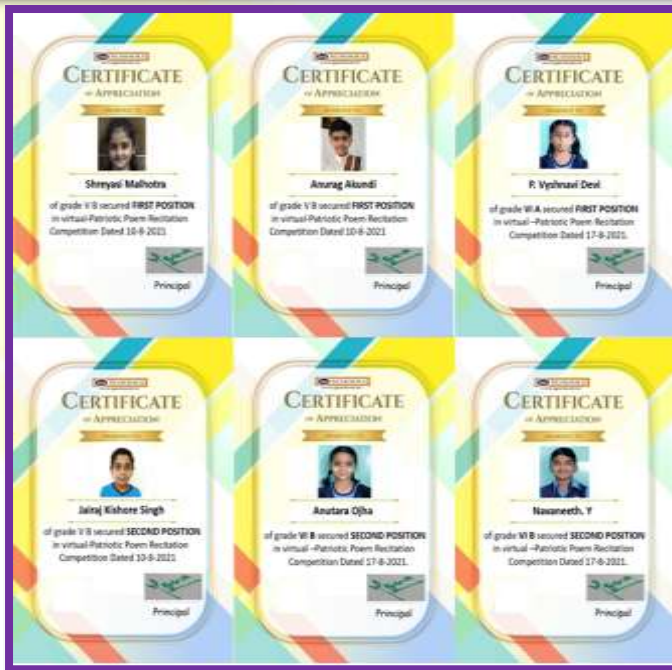 CERTIFICATE
OF APPRECIATION
Shreyasi Malhotra
of grade V B secured FIRST POSITION
in virtual-Patriotic Poem Recitation
Competition Dated 10-8-2021
Principal
CERTIFICATE
OF APPRECIATION
Anurag Akundi
of grade V B secured FIRST POSITION
in virtual-Patriotic Poem Recitation
Competition Dated 10-8-2021
Principal
CERTIFICATE
OF APPRECIATION
P. Vyshnavi Devi
of grade VI A secured FIRST POSITION
in virtual –Patriotic Poem Recitation
Competition Dated 17-8-2021.
Principal
CERTIFICATE
OF APPRECIATION
Jairaj Kishore Singh
of grade V B secured SECOND POSITION
in virtual-Patriotic Poem Recitation
Competition Dated 10-8-2021
Principal
CERTIFICATE
OF APPRECIATION
Anutara Ojha
of grade VI B secured SECOND POSITION
in virtual –Patriotic Poem Recitation
Competition Dated 17-8-2021.
Principal
CERTIFICATE
OF APPRECIATION
Navaneeth. Y
of grade VI B secured SECOND POSITION
in virtual –Patriotic Poem Recitation
Competition Dated 17-8-2021.
Principal